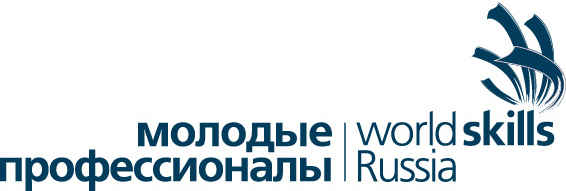 молодые
профессионалы
worldskills
Russia